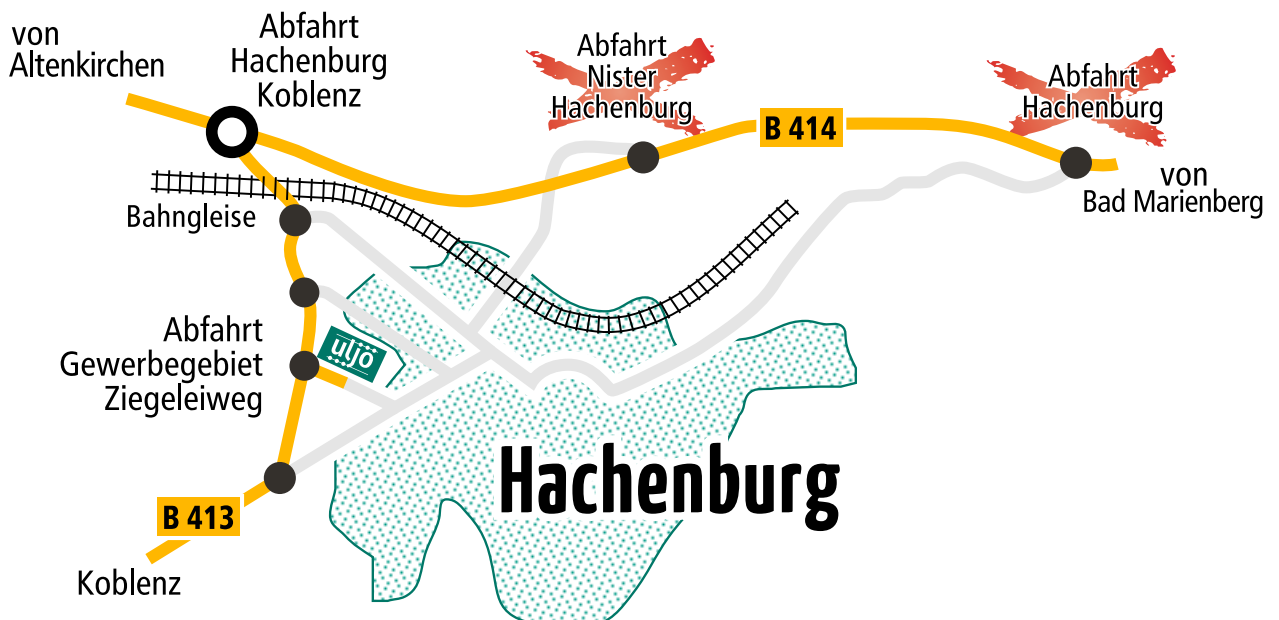 von
Altenkirchen
Abfahrt
Hachenburg
Koblenz
Abfahrt
Nister
Hachenburg
B 414
Abfahrt
Hachenburg
von
Bad Marienberg
Bahngleise
Abfahrt
Gewerbegebiet
Ziegeleiweg
uljö
Hachenburg
B 413
Koblenz